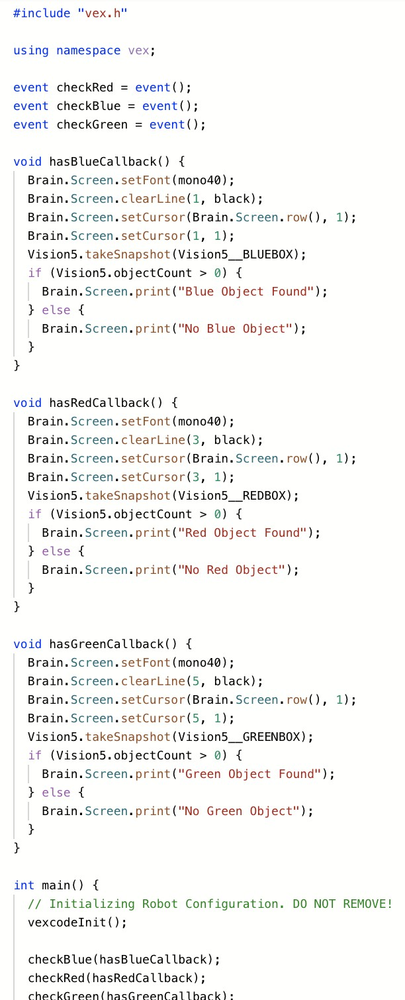 #include "vex.h"
using namespace vex;
event checkRed = event();
event checkBlue = event();
event checkGreen = event();
void hasBlueCallback() {
Brain.Screen.setFont(mono40);
Brain.Screen.clearLine(1, black);
Brain.Screen.setCursor(Brain.Screen.row(), 1);
Brain.Screen.setCursor(1, 1);
Vision5.takeSnapshot(Vision5__BLUEBOX);
if (Vision5.objectCount > 0) {
Brain.Screen.print("Blue Object Found");
} else {
Brain.Screen.print("No Blue Object");
}
}
void hasRedCallback() {
Brain.Screen.setFont(mono40);
Brain.Screen.clearLine(3, black);
Brain.Screen.setCursor(Brain.Screen.row(), 1);
Brain.Screen.setCursor(3, 1);
Vision5.takeSnapshot(Vision5__REDBOX);
if (Vision5.objectCount > 0) {
Brain.Screen.print("Red Object Found");
} else {
Brain.Screen.print("No Red Object");
}
}
void hasGreenCallback() {
Brain.Screen.setFont(mono40);
Brain.Screen.clearLine(5, black);
Brain.Screen.setCursor(Brain.Screen.row(), 1);
Brain.Screen.setCursor(5, 1);
Vision5.takeSnapshot(Vision5__GREENBOX);
if (Vision5.objectCount > 0) {
Brain.Screen.print("Green Object Found");
} else {
Brain.Screen.print("No Green Object");
}
}
int main() {
// Initializing Robot Configuration. DO NOT REMOVE!
vexcodeInit();
checkBlue(hasBlueCallback);
checkRed(hasRedCallback);
checkGreen(hasGreenCallback);